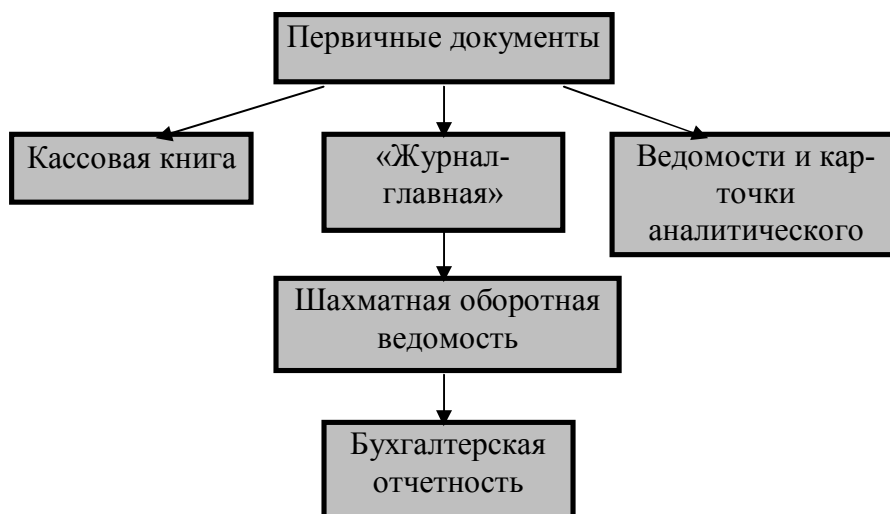 Первичные документы
Кассовая книга
«Журнал-
главная»
Ведомости и кар-
точки
аналитического
Шахматная оборотная
ведомость
Бухгалтерская
отчетность